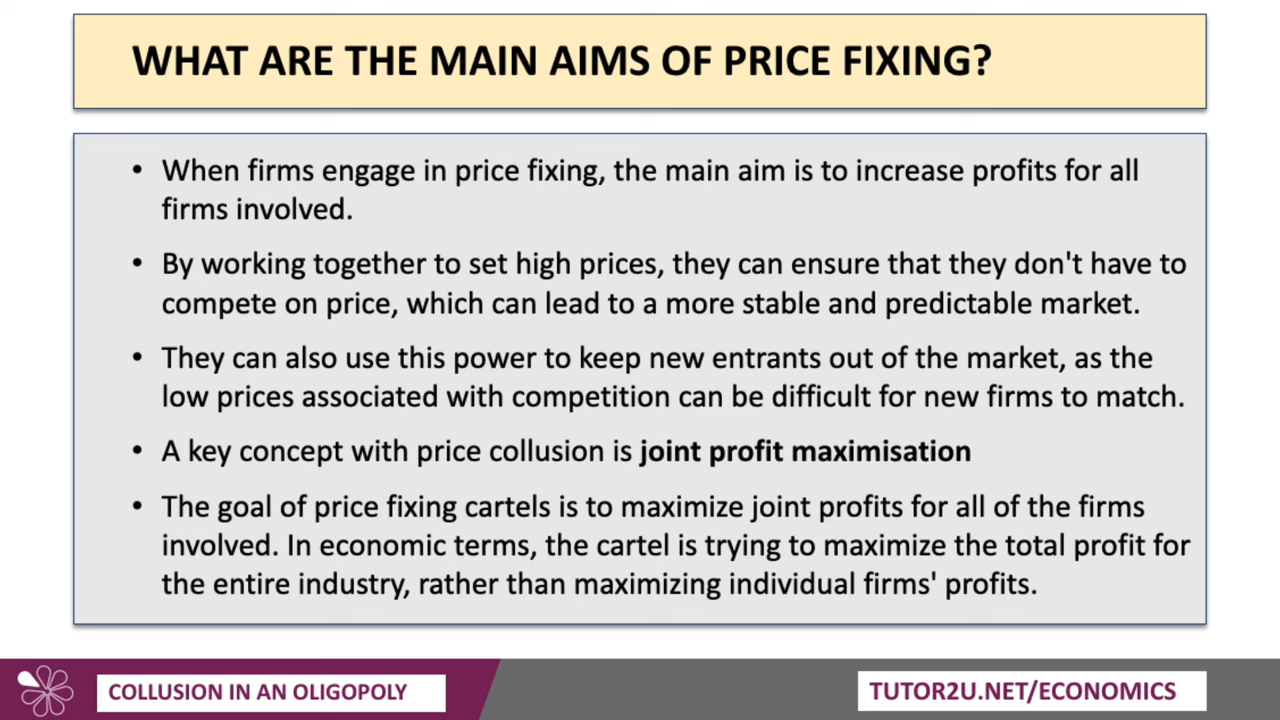 WHAT ARE THE MAIN AIMS OF PRICE FIXING?
• When firms engage in price fixing, the main aim is to increase profits for all
firms involved.
• By working together to set high prices, they can ensure that they don't have to
compete on price, which can lead to a more stable and predictable market.
• They can also use this power to keep new entrants out of the market, as the
low prices associated with competition can be difficult for new firms to match.
• A key concept with price collusion is joint profit maximisation
• The goal of price fixing cartels is to maximize joint profits for all of the firms
involved. In economic terms, the cartel is trying to maximize the total profit for
the entire industry, rather than maximizing individual firms' profits.
COLLUSION IN AN OLIGOPOLY
TUTOR2U.NET/ECONOMICS